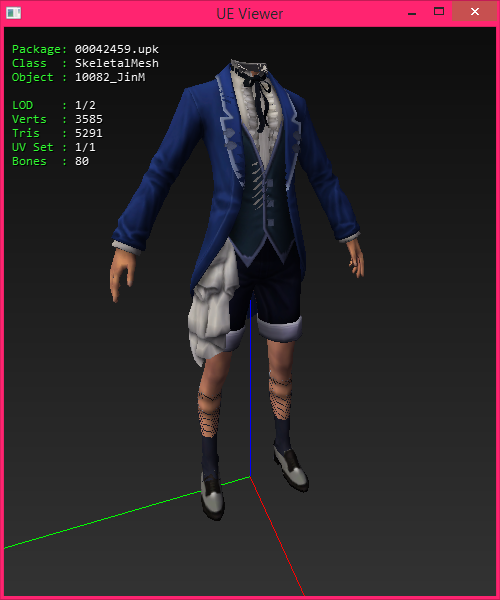 UE Viewer
Package: 00042459.upk
Class  : SkeletalMesh
Object : 10082_JinM
LOD    : 1/2
Verts  : 3585
Tris   : 5291
UV Set : 1/1
Bones  : 80